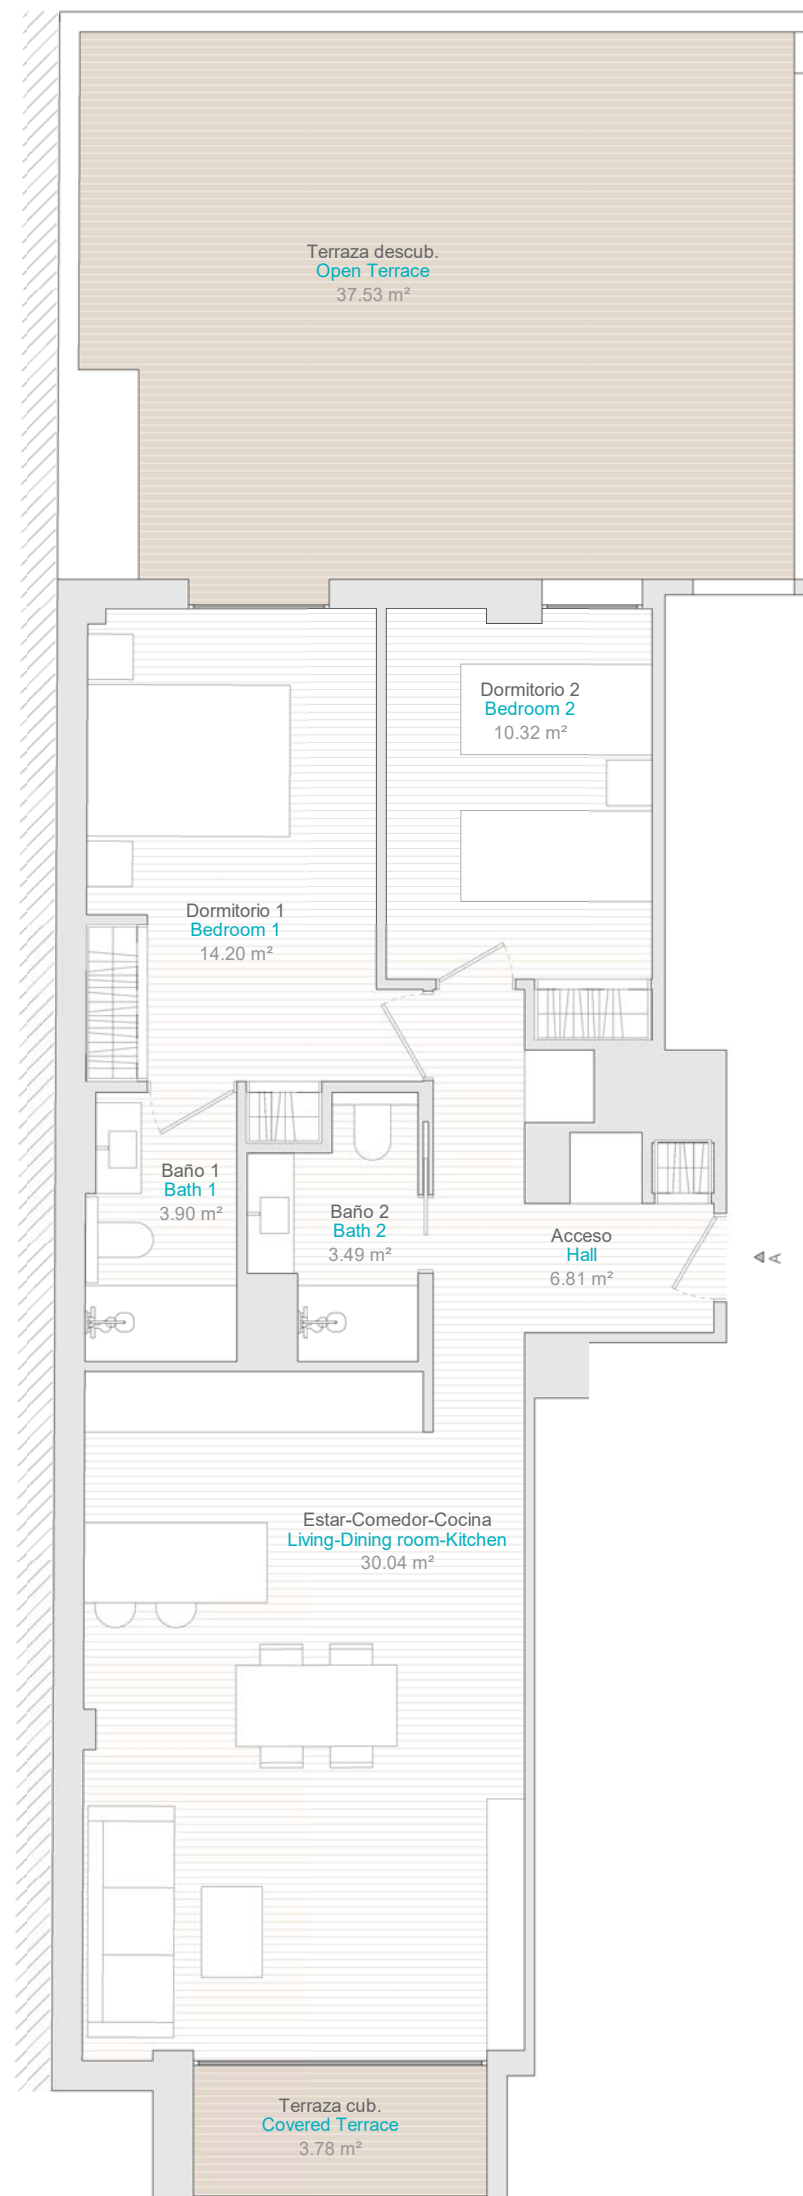 Terraza descub.
Open Terrace
37.53 m²
Dormitorio 2
Bedroom 2
10.32 m²
Dormitorio 1
Bedroom 1
14.20 m²
Baño 1
Bath 1
3.90 m²
Baño 2
Bath 2
3.49 m²
Acceso
Hall
6.81 m²
A
Estar-Comedor-Cocina
Living-Dining room-Kitchen
30.04 m²
Terraza cub.
Covered Terrace
3.78 m²